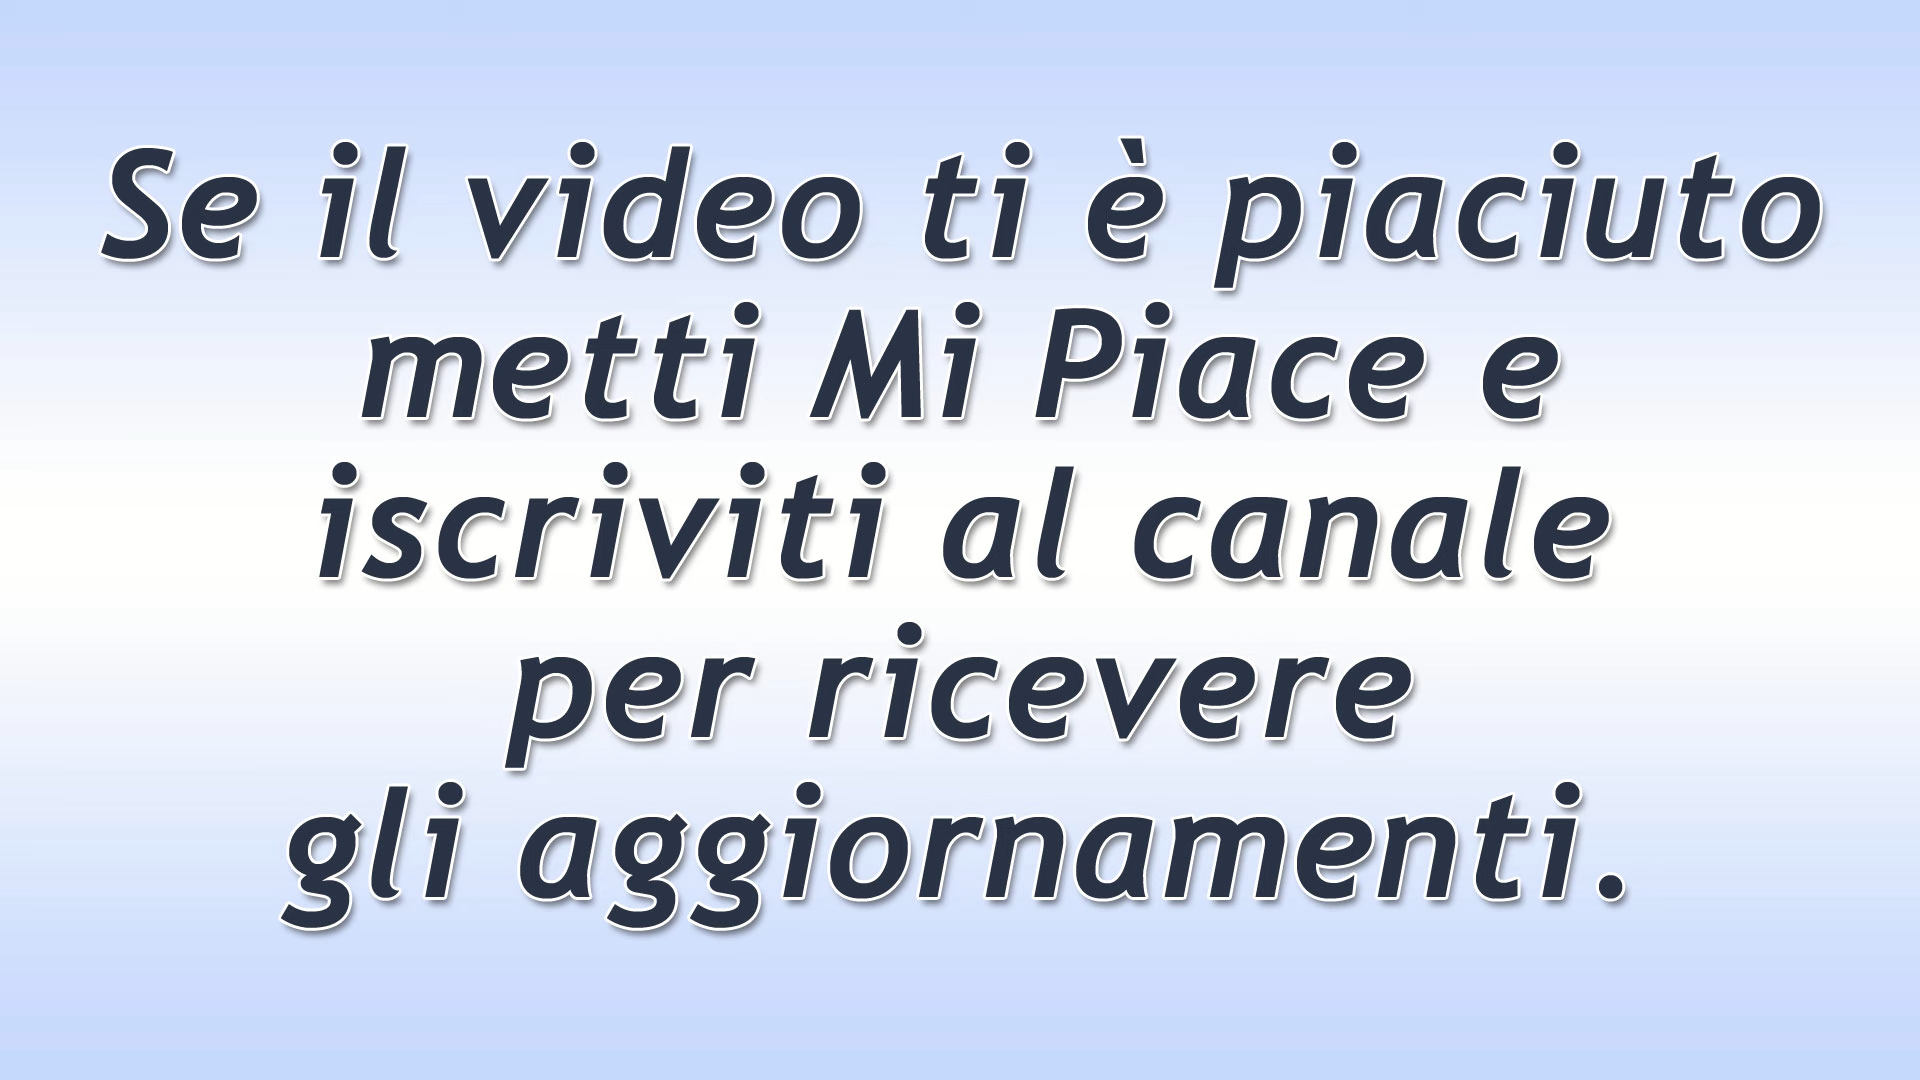 Se il video ti è piaciuto
metti Mi Piace e
iscriviti al canale
per ricevere
gli aggiornamenti.